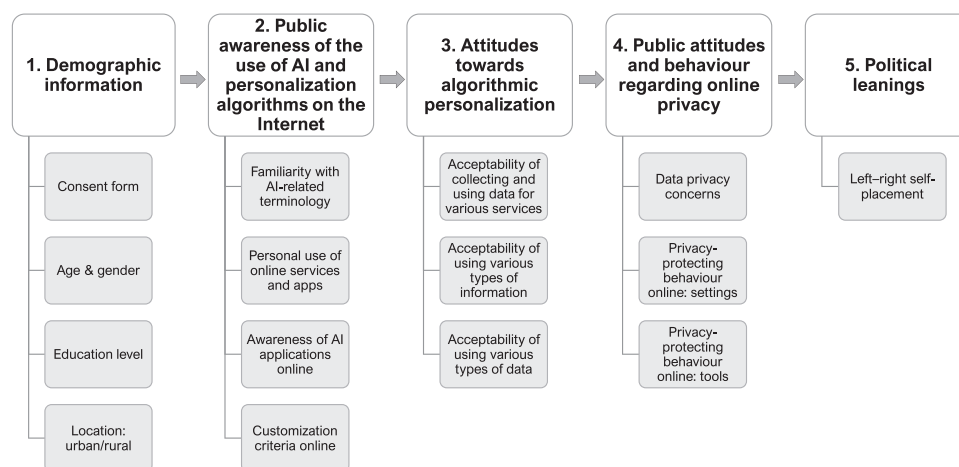 1. Demographic
information
2. Public
awareness of the
use of AI and
personalization
algorithms on the
Internet
3. Attitudes
towards
algorithmic
personalization
4. Public attitudes
and behaviour
regarding online
privacy
5. Political
leanings
Consent form
Age & gender
Education level
Location:
urban/rural
Familiarity with
AI-related
terminology
Personal use of
online services
and apps
Awareness of AI
applications
online
Customization
criteria online
Acceptability of
collecting and
using data for
various services
Acceptability of
using various
types of
information
Acceptability of
using various
types of data
Data privacy
concerns
Privacy-
protecting
behaviour
online: settings
Privacy-
protecting
behaviour
online: tools
Left–right self-
placement